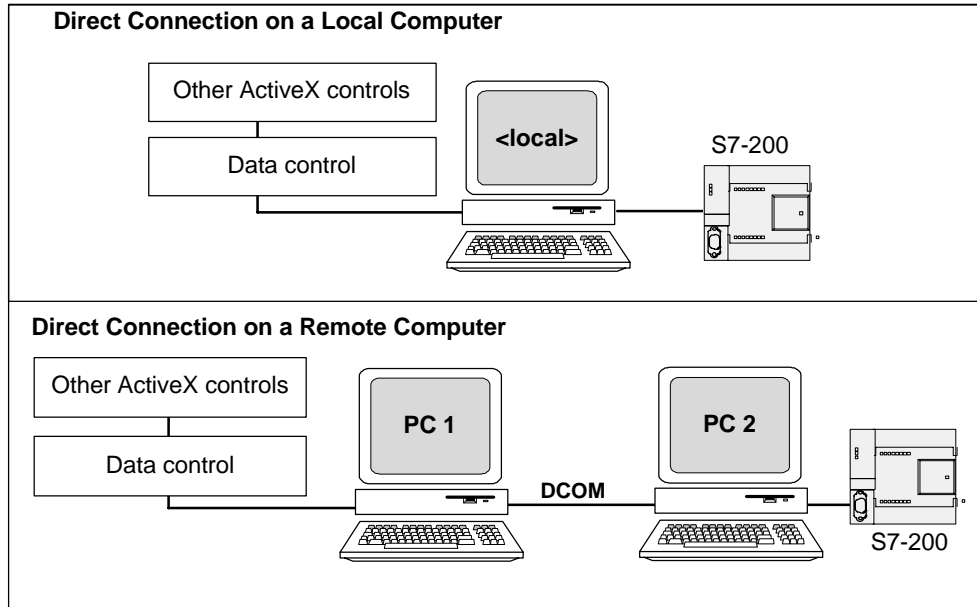 Direct Connection on a Local Computer
Other ActiveX controls
Data control
<local>
S7-200
Direct Connection on a Remote Computer
Other ActiveX controls
Data control
PC 1
DCOM
PC 2
S7-200